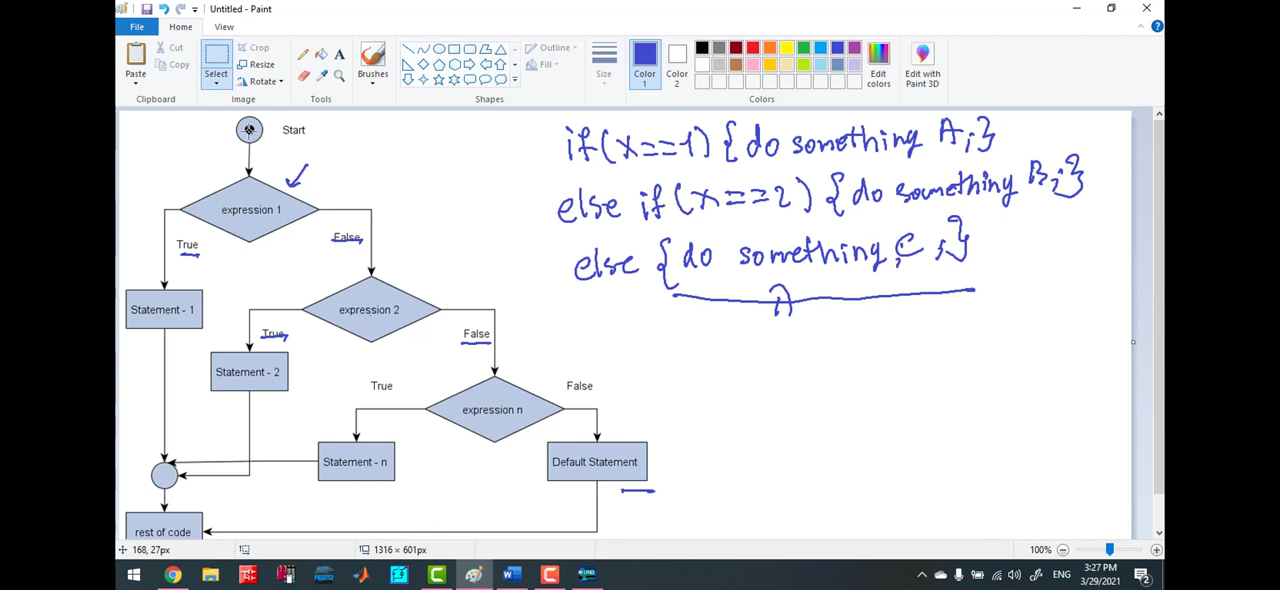 Untitled - Paint
File
Home
View
Paste
Cut
Copy
Clipboard
Select
Crop
Resize
Rotate
Image
A
Tools
Brushes
Shapes
Outline
Fill
Size
Color 1
Color 2
Edit colors
Colors
Edit with Paint 3D
Start
expression 1
True
False
Statement - 1
expression 2
True
False
Statement - 2
expression n
True
False
Statement - n
Default Statement
rest of code
if(x==1) {do something A;}
else if(x==2) {do something B;}
else {do something C;}
168, 27px
1316 × 601px
100%
ENG
3:27 PM
3/29/2021
2